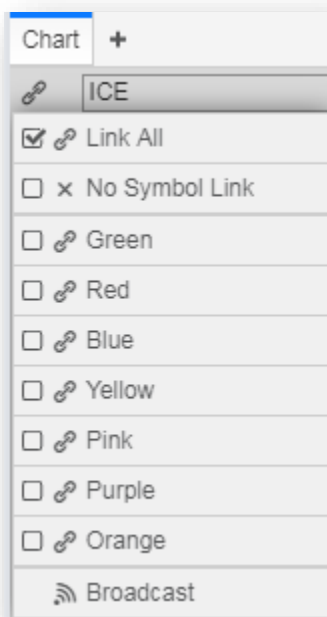 Chart +
ICE
Link All
No Symbol Link
Green
Red
Blue
Yellow
Pink
Purple
Orange
Broadcast